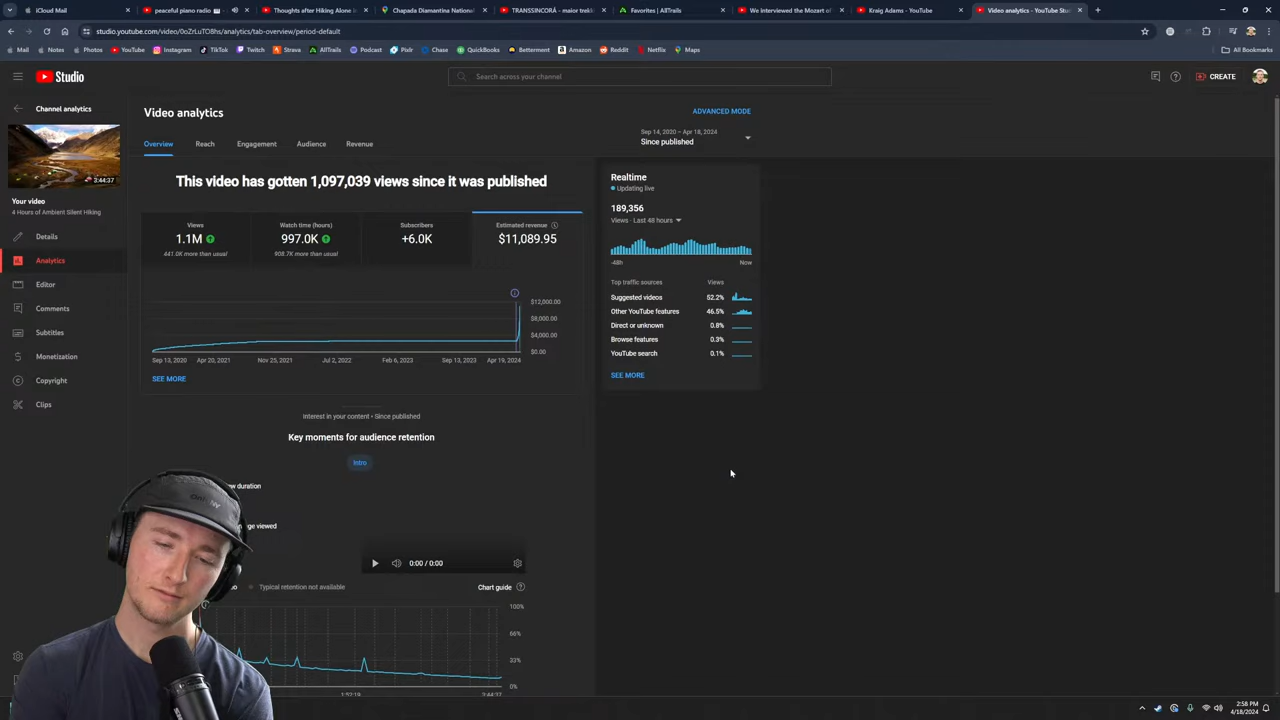 iCloud Mail
peaceful piano radio
Thoughts after Hiking Alone i
Chapada Diamantina Nationa
TRANSSINCORÁ - maior trekki
Favorites | AllTrails
We interviewed the Mozart of
Kraig Adams - YouTube
Video analytics - YouTube Stu
studio.youtube.com/video/0oZrLuTO8hs/analytics/tab-overview/period-default
Mail
Notes
Photos
YouTube
Instagram
TikTok
Twitch
Strava
AllTrails
Podcast
Pixlr
Chase
QuickBooks
Betterment
Amazon
Reddit
Netflix
Maps
All Bookmarks
Studio
Search across your channel
CREATE
Channel analytics
3:44:37
Your video
4 Hours of Ambient Silent Hiking
Details
Analytics
Editor
Comments
Subtitles
Monetization
Copyright
Clips
Video analytics
ADVANCED MODE
Overview
Reach
Engagement
Audience
Revenue
Sep 14, 2020 – Apr 18, 2024
Since published
This video has gotten 1,097,039 views since it was published
Views
1.1M
441.0K more than usual
Watch time (hours)
997.0K
908.7K more than usual
Subscribers
+6.0K
Estimated revenue
$11,089.95
$12,000.00
$8,000.00
$4,000.00
$0.00
Sep 13, 2020
Apr 20, 2021
Nov 25, 2021
Jul 2, 2022
Feb 6, 2023
Sep 13, 2023
Apr 19, 2024
SEE MORE
Realtime
Updating live
189,356
Views · Last 48 hours
-48h
Now
Top traffic sources
Views
Suggested videos
52.2%
Other YouTube features
46.5%
Direct or unknown
0.8%
Browse features
0.3%
YouTube search
0.1%
SEE MORE
Interest in your content • Since published
Key moments for audience retention
Intro
duration
viewed
0:00 / 0:00
Typical retention not available
Chart guide
100%
66%
33%
0%
1:52:19
3:44:37
2:58 PM
4/18/2024